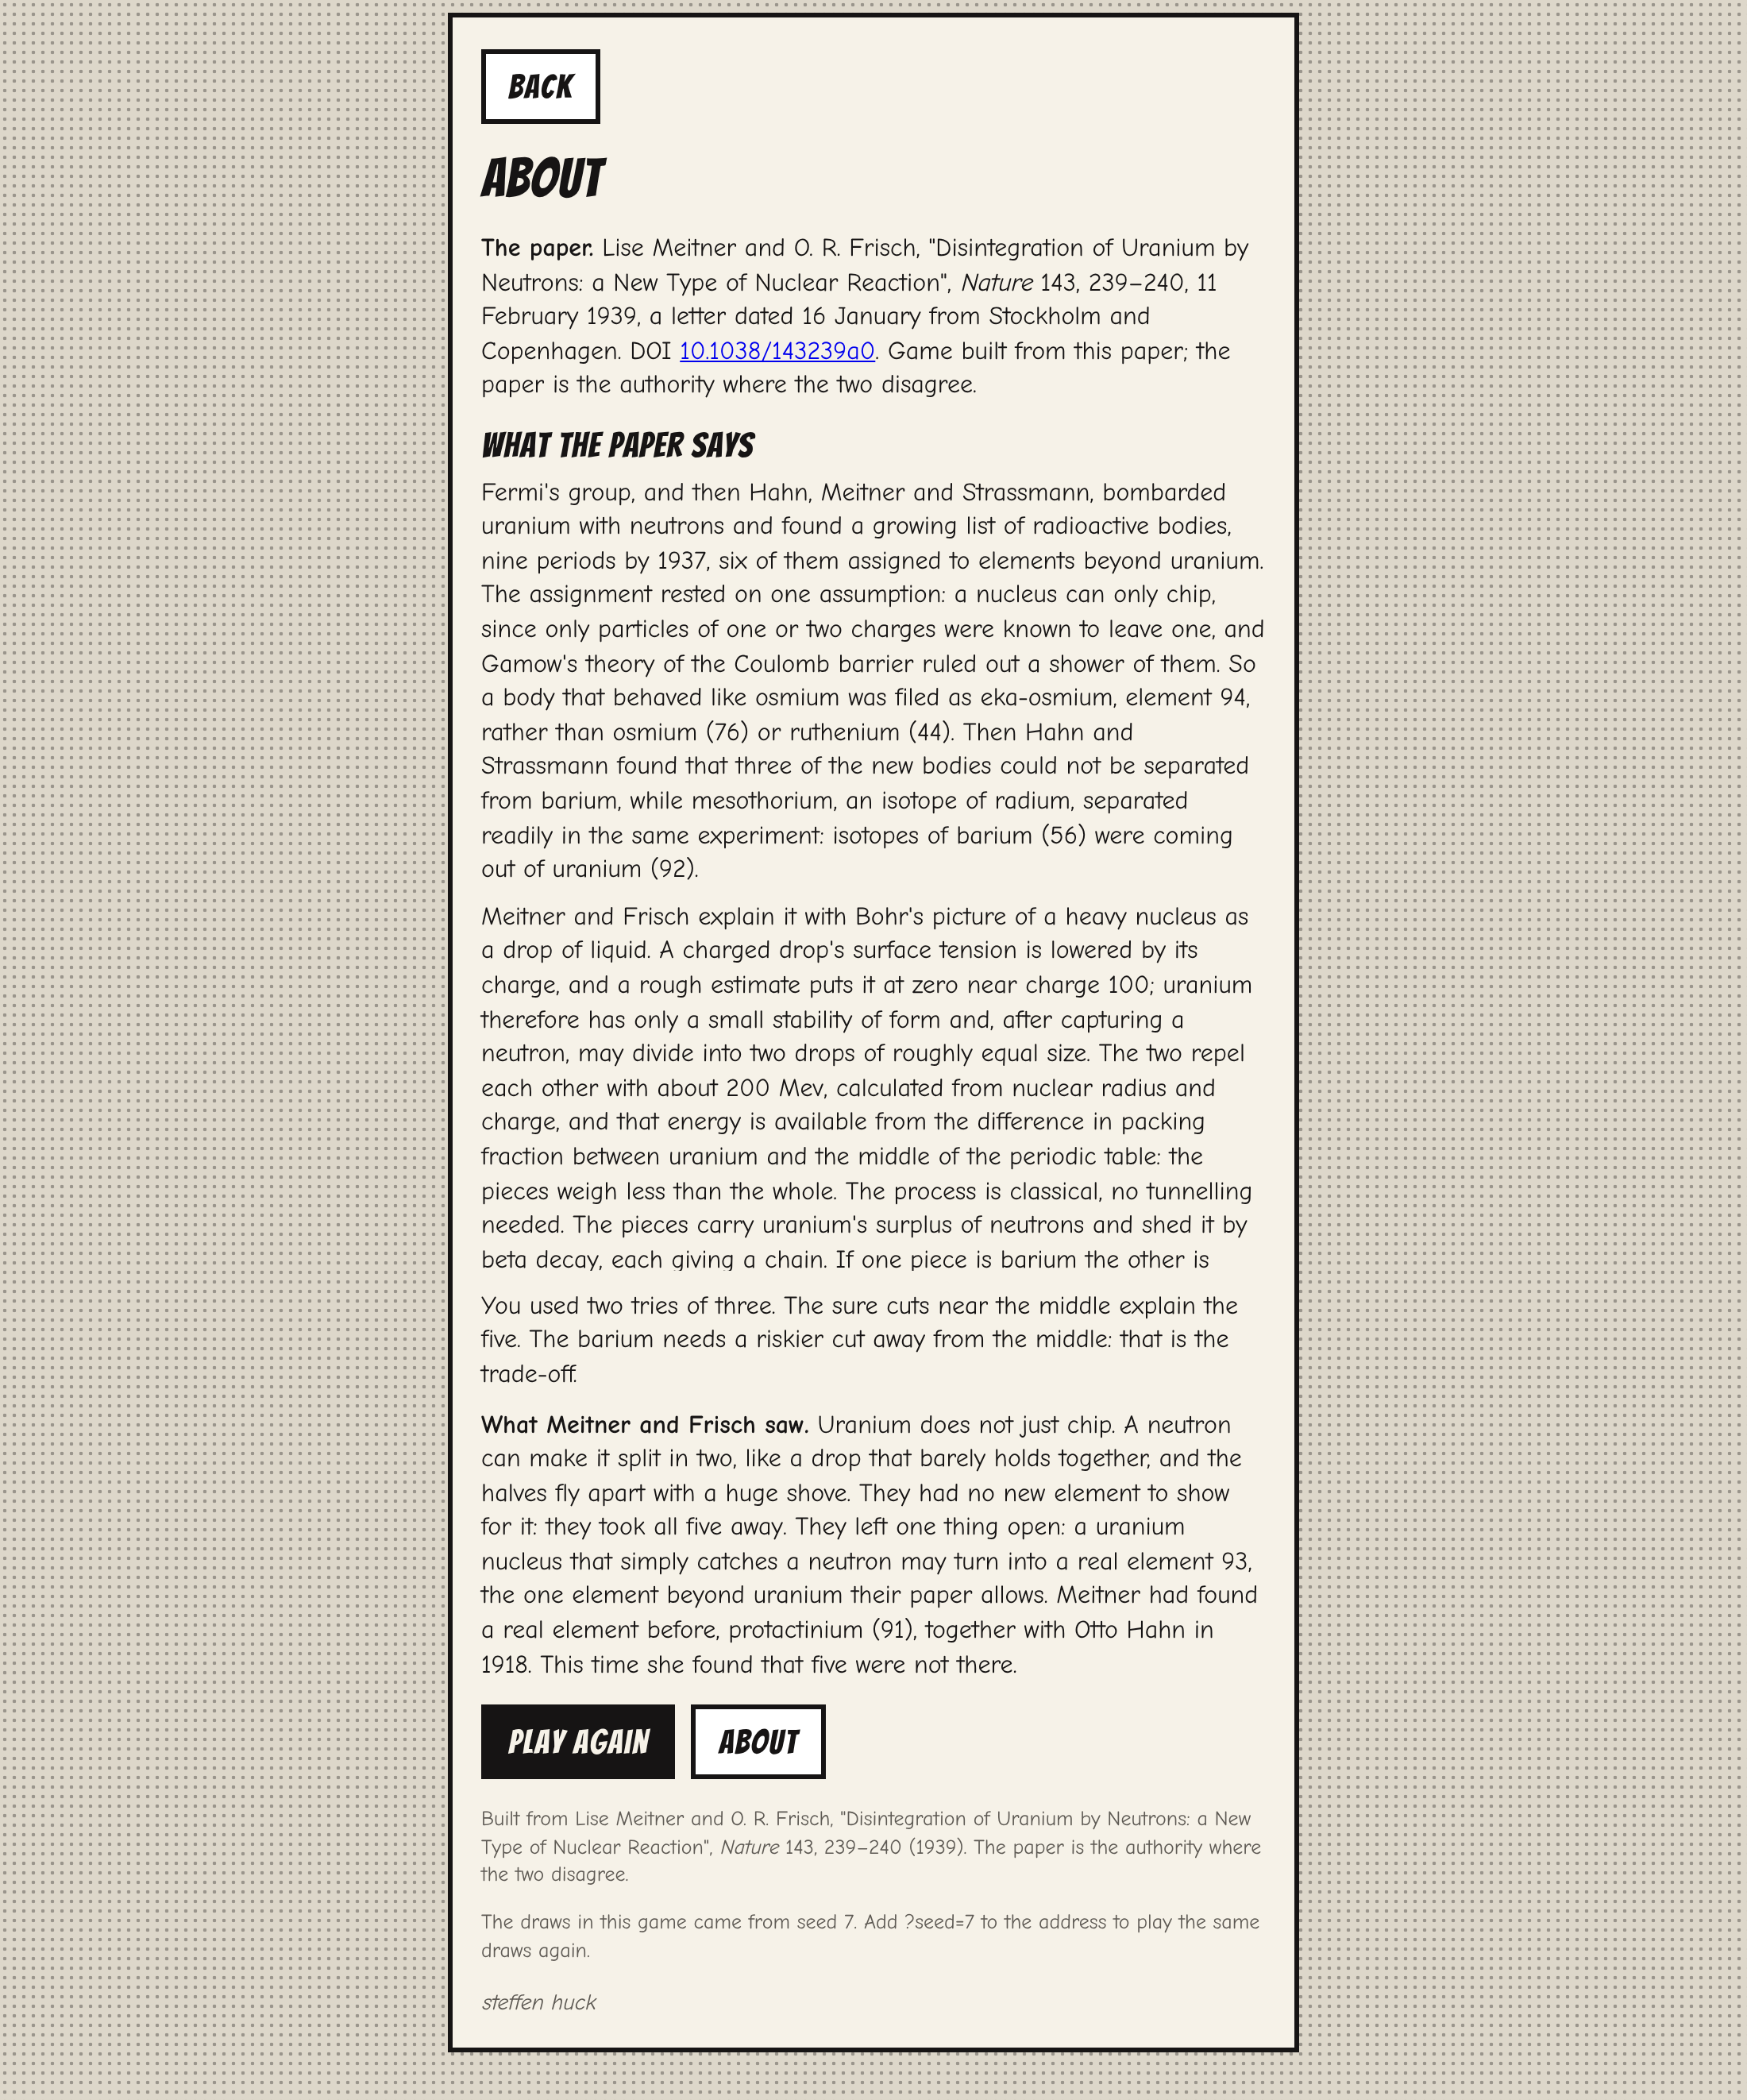 BACK
ABOUT
The paper. Lise Meitner and O. R. Frisch, "Disintegration of Uranium by
Neutrons: a New Type of Nuclear Reaction", Nature 143, 239–240, 11
February 1939, a letter dated 16 January from Stockholm and
Copenhagen. DOI 10.1038/143239a0. Game built from this paper; the
paper is the authority where the two disagree.
WHAT THE PAPER SAYS
Fermi's group, and then Hahn, Meitner and Strassmann, bombarded
uranium with neutrons and found a growing list of radioactive bodies,
nine periods by 1937, six of them assigned to elements beyond uranium.
The assignment rested on one assumption: a nucleus can only chip,
since only particles of one or two charges were known to leave one, and
Gamow's theory of the Coulomb barrier ruled out a shower of them. So
a body that behaved like osmium was filed as eka-osmium, element 94,
rather than osmium (76) or ruthenium (44). Then Hahn and
Strassmann found that three of the new bodies could not be separated
from barium, while mesothorium, an isotope of radium, separated
readily in the same experiment: isotopes of barium (56) were coming
out of uranium (92).
Meitner and Frisch explain it with Bohr's picture of a heavy nucleus as
a drop of liquid. A charged drop's surface tension is lowered by its
charge, and a rough estimate puts it at zero near charge 100; uranium
therefore has only a small stability of form and, after capturing a
neutron, may divide into two drops of roughly equal size. The two repel
each other with about 200 Mev, calculated from nuclear radius and
charge, and that energy is available from the difference in packing
fraction between uranium and the middle of the periodic table: the
pieces weigh less than the whole. The process is classical, no tunnelling
needed. The pieces carry uranium's surplus of neutrons and shed it by
beta decay, each giving a chain. If one piece is barium the other is
You used two tries of three. The sure cuts near the middle explain the
five. The barium needs a riskier cut away from the middle: that is the
trade-off.
What Meitner and Frisch saw. Uranium does not just chip. A neutron
can make it split in two, like a drop that barely holds together, and the
halves fly apart with a huge shove. They had no new element to show
for it: they took all five away. They left one thing open: a uranium
nucleus that simply catches a neutron may turn into a real element 93,
the one element beyond uranium their paper allows. Meitner had found
a real element before, protactinium (91), together with Otto Hahn in
1918. This time she found that five were not there.
PLAY AGAIN ABOUT
Built from Lise Meitner and O. R. Frisch, "Disintegration of Uranium by Neutrons: a New
Type of Nuclear Reaction", Nature 143, 239–240 (1939). The paper is the authority where
the two disagree.
The draws in this game came from seed 7. Add ?seed=7 to the address to play the same
draws again.
steffen huck